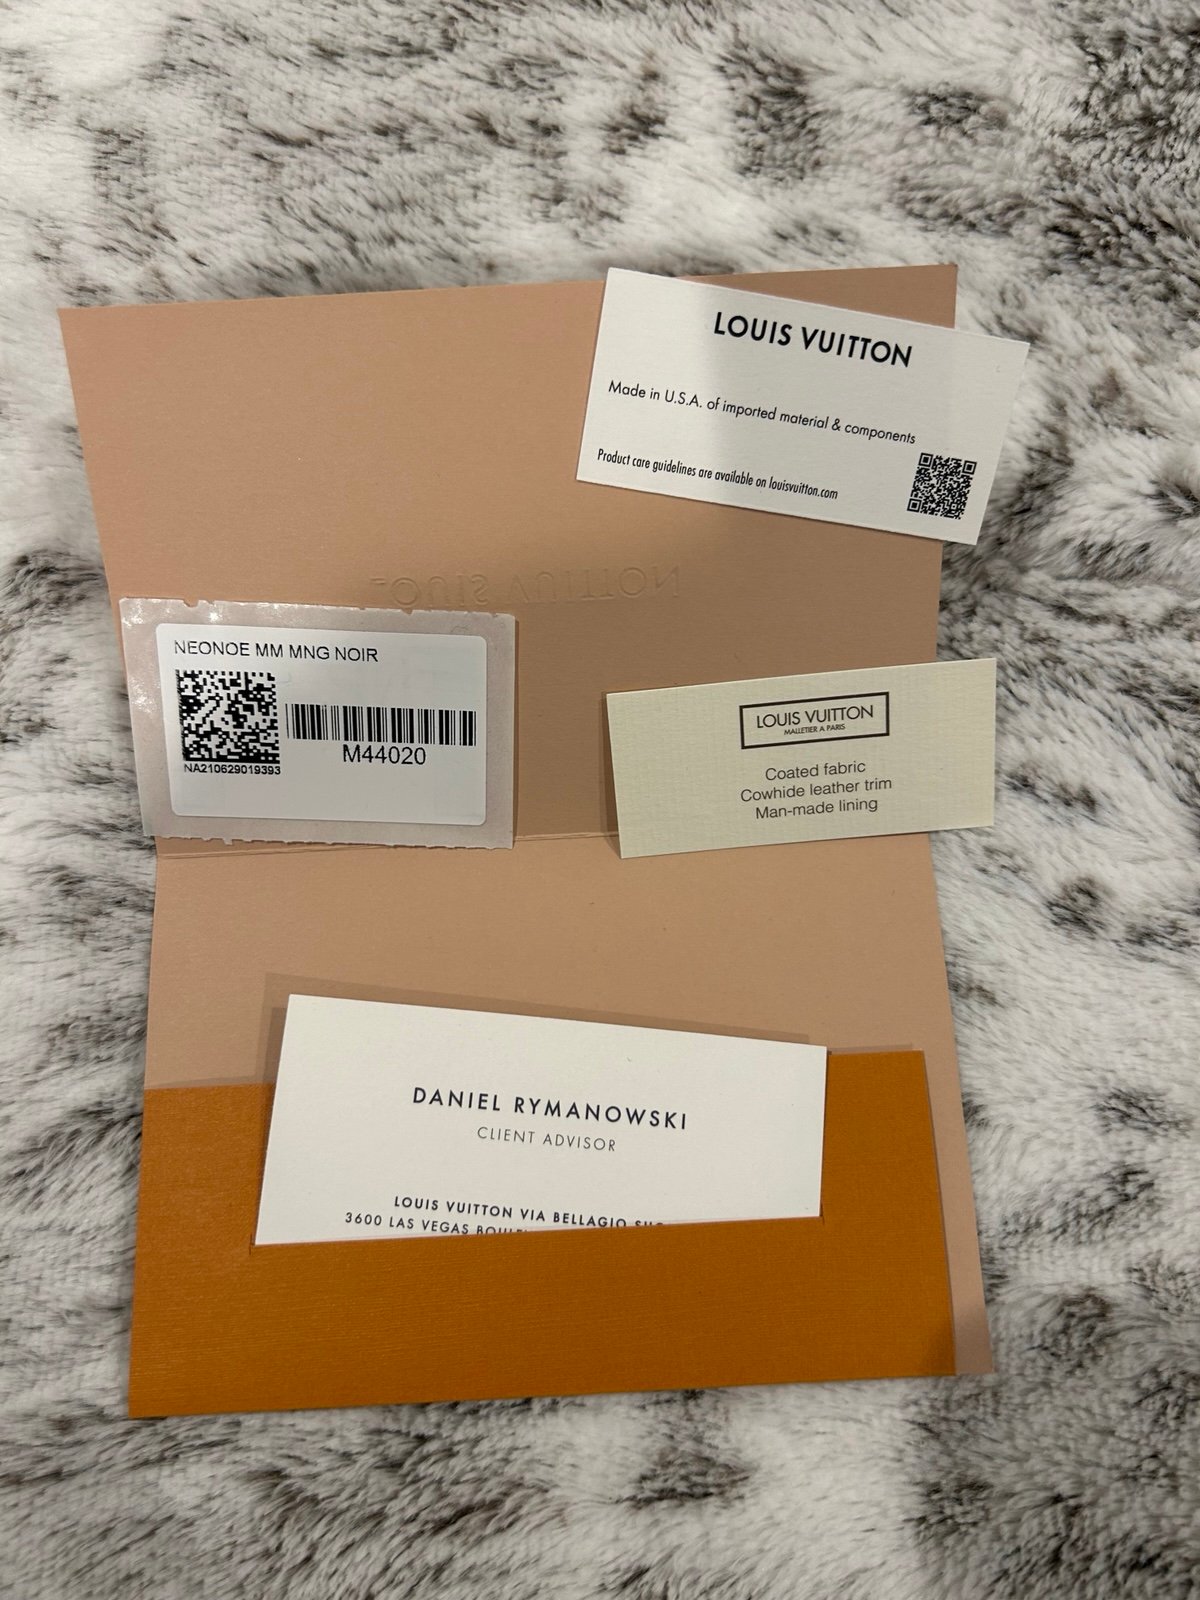 LOUIS VUITTON
Made in U.S.A. of imported material & components
Product care guidelines are available on louisvuitton.com
LOUIS VUITTON
NEONOE MM MNG NOIR
M44020
NA210629019393
LOUIS VUITTON
MALLETIER A PARIS
Coated fabric
Cowhide leather trim
Man-made lining
DANIEL RYMANOWSKI
CLIENT ADVISOR
LOUIS VUITTON VIA BELLAGIO
3600 LAS VEGAS